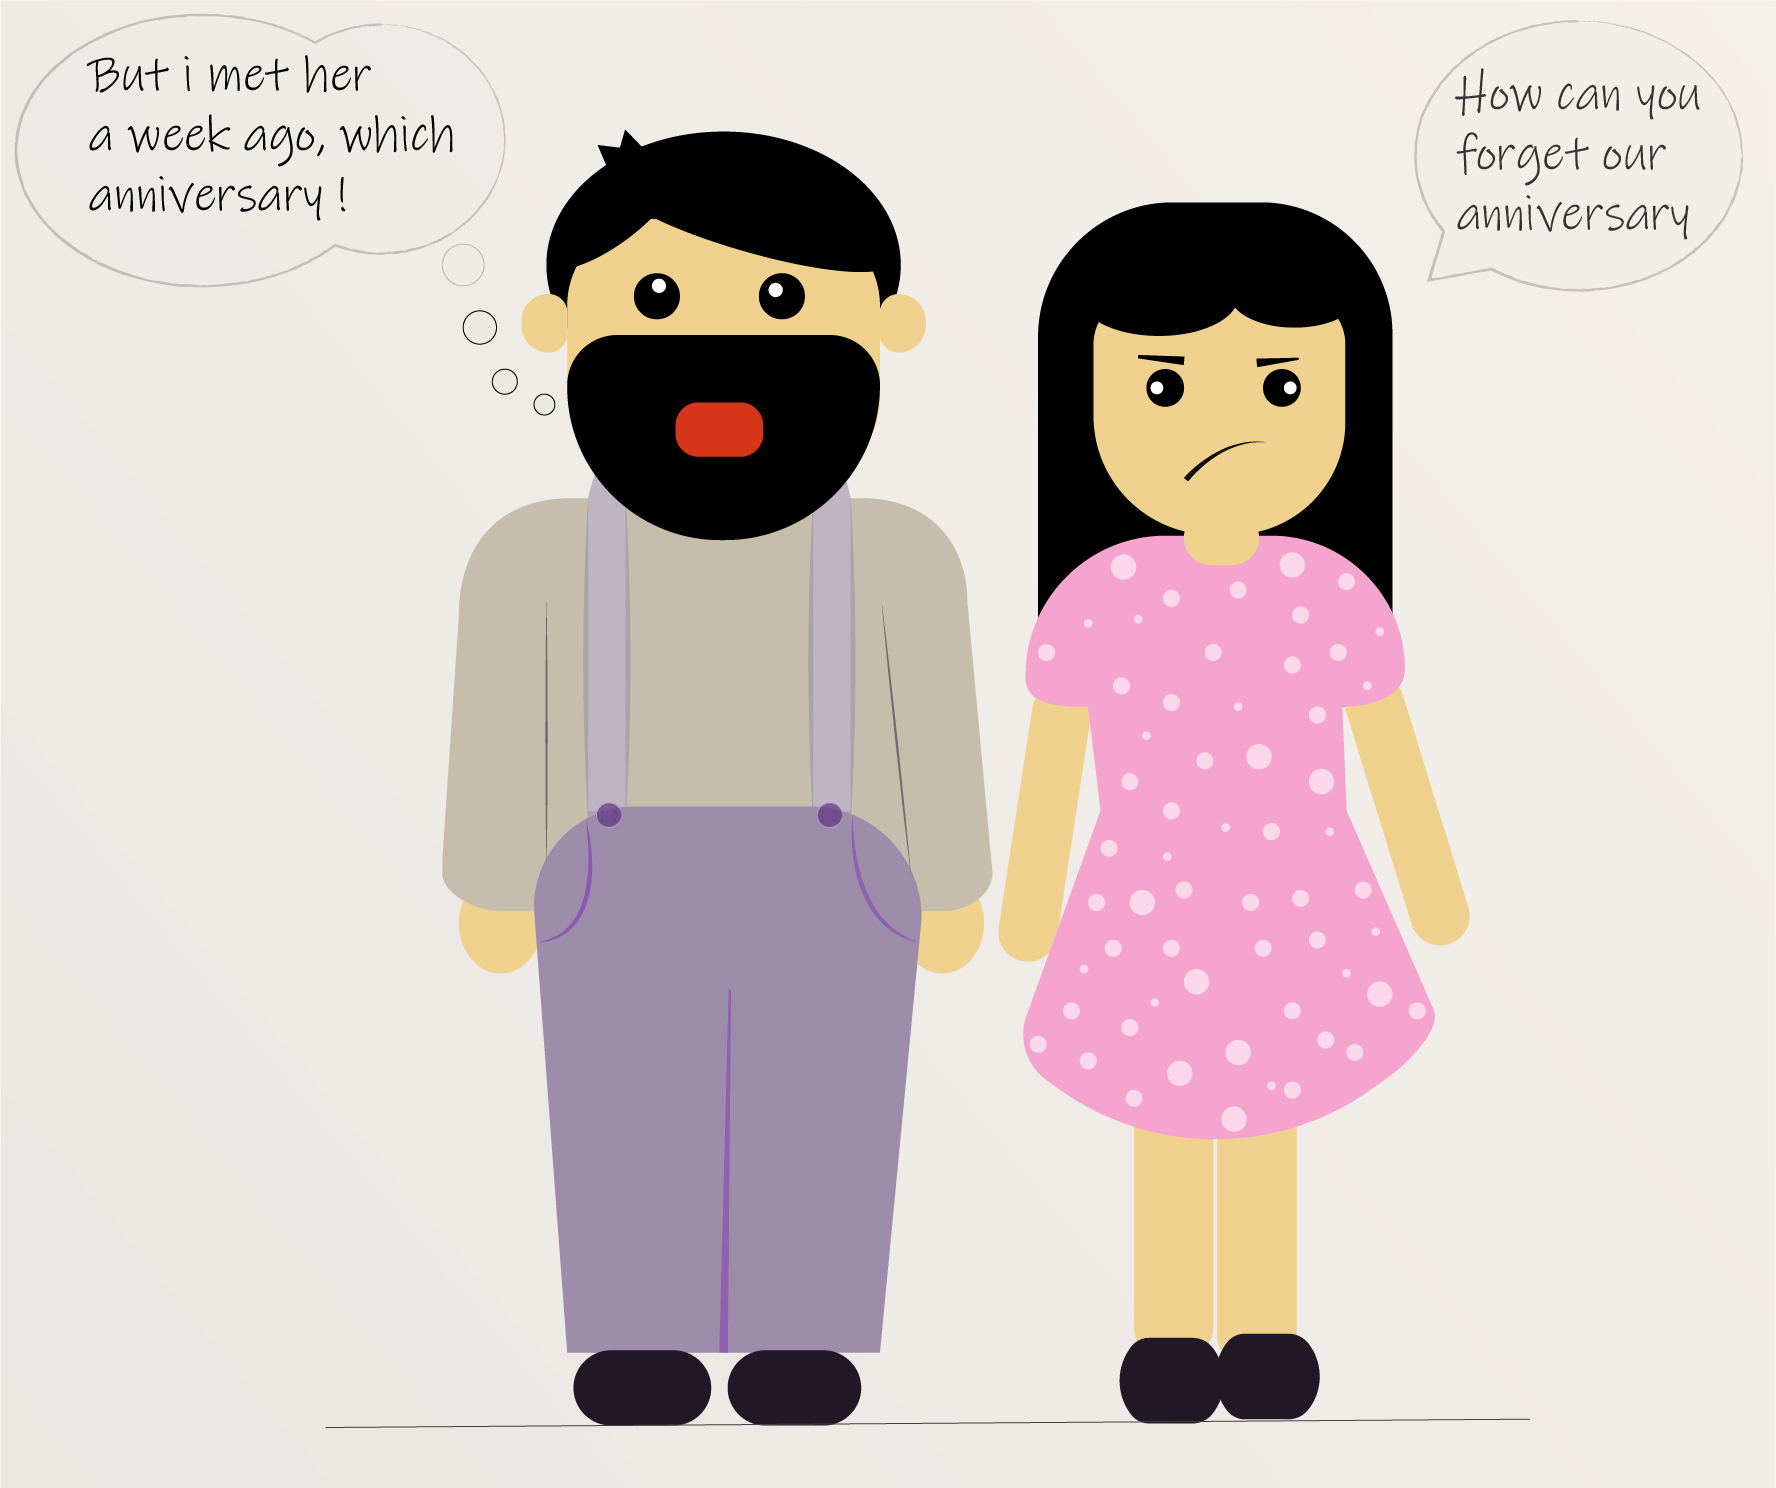 But i met her
a week ago, which
anniversary !
How can you
forget our
anniversary